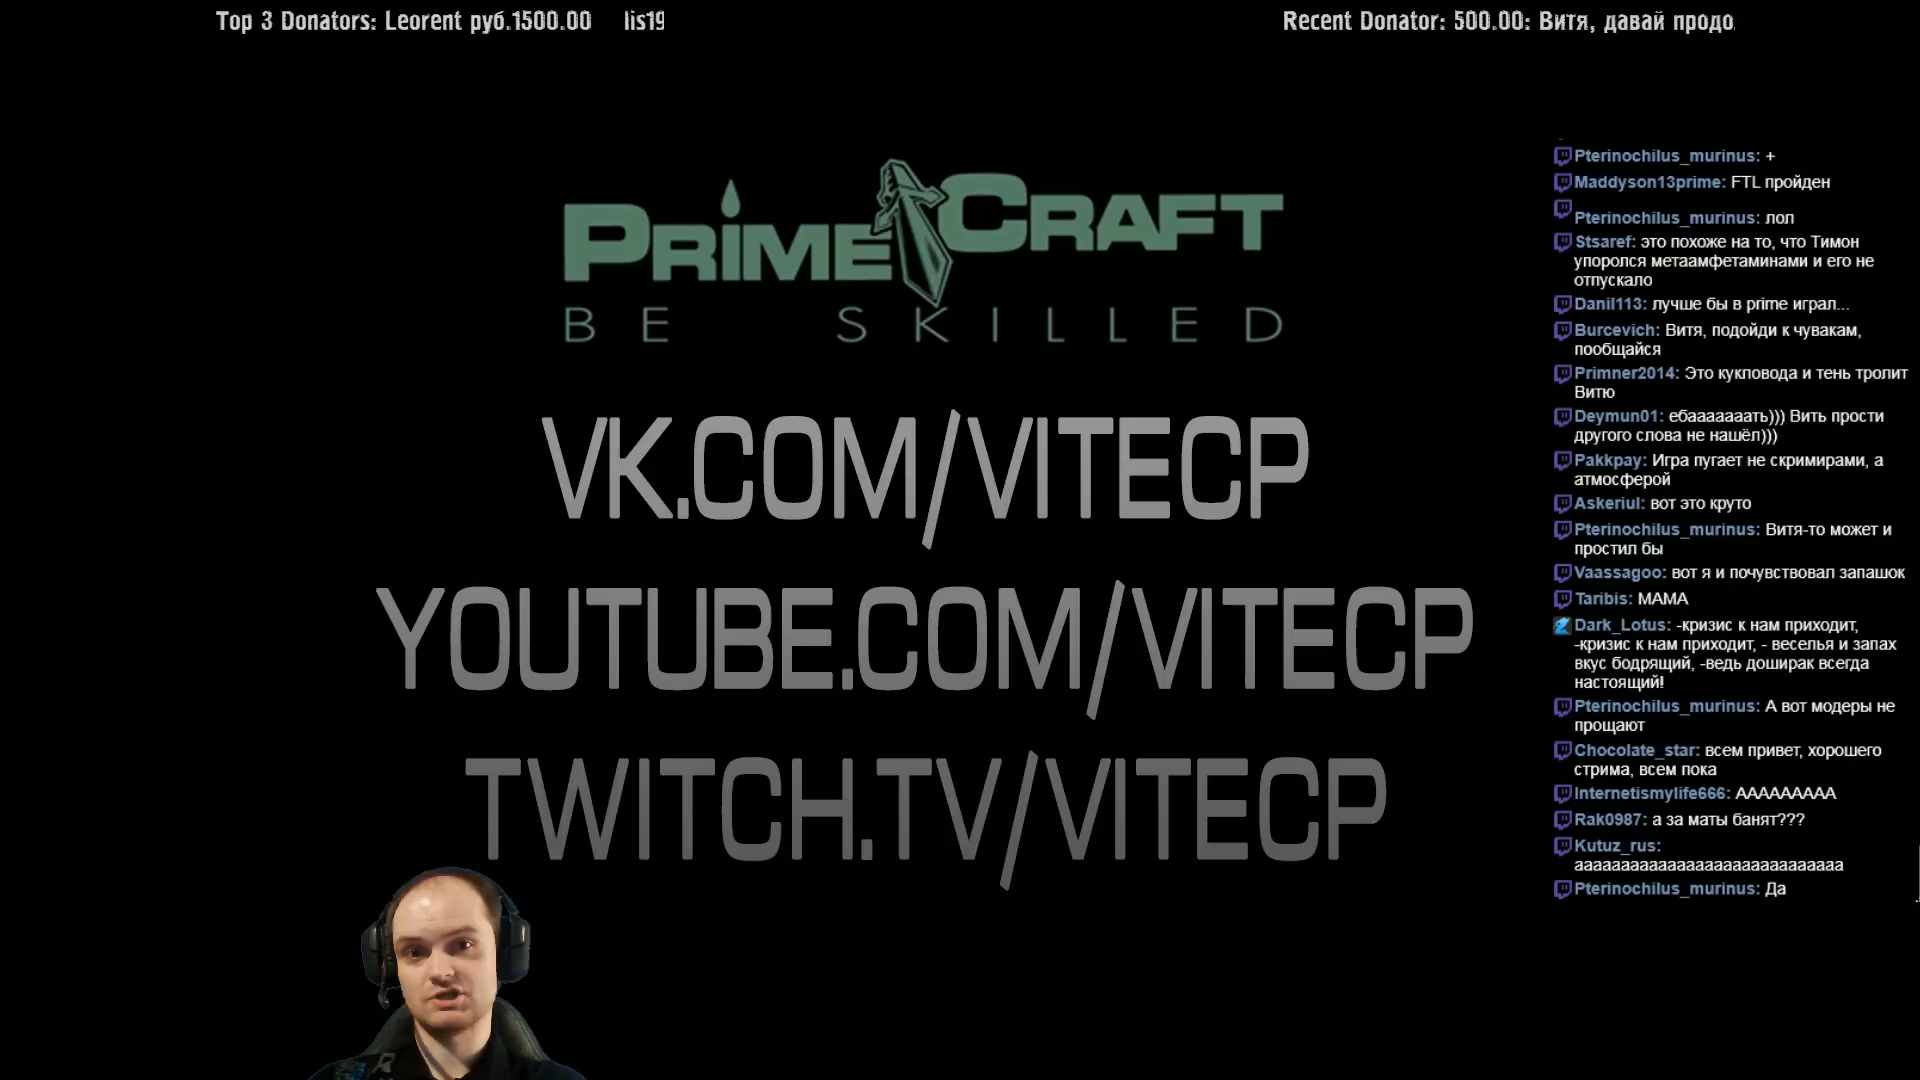 Top 3 Donators: Leorent руб.1500.00 lis19
Recent Donator: 500.00: Витя, давай продо
PRIME CRAFT
BE SKILLED
VK.COM/VITECP
YOUTUBE.COM/VITECP
TWITCH.TV/VITECP
Pterinochilus_murinus: +
Maddyson13prime: FTL пройден
Pterinochilus_murinus: лол
Stsaref: это похоже на то, что Тимон
упоролся метаамфетаминами и его не
отпускало
Danil113: лучше бы в prime играл...
Burcevich: Витя, подойди к чувакам,
пообщайся
Primner2014: Это кукловода и тень тролит
Витю
Deymun01: ебаааааать))) Вить прости
другого слова не нашёл)))
Pakkpay: Игра пугает не скримирами, а
атмосферой
Askeriul: вот это круто
Pterinochilus_murinus: Витя-то может и
простил бы
Vaassagoo: вот я и почувствовал запашок
Taribis: МАМА
Dark_Lotus: -кризис к нам приходит,
-кризис к нам приходит, - веселья и запах
вкус бодрящий, -ведь доширак всегда
настоящий!
Pterinochilus_murinus: А вот модеры не
прощают
Chocolate_star: всем привет, хорошего
стрима, всем пока
Internetismylife666: ААААААААА
Rak0987: а за маты банят???
Kutuz_rus:
ааааааааааааааааааааааааааааа
Pterinochilus_murinus: Да